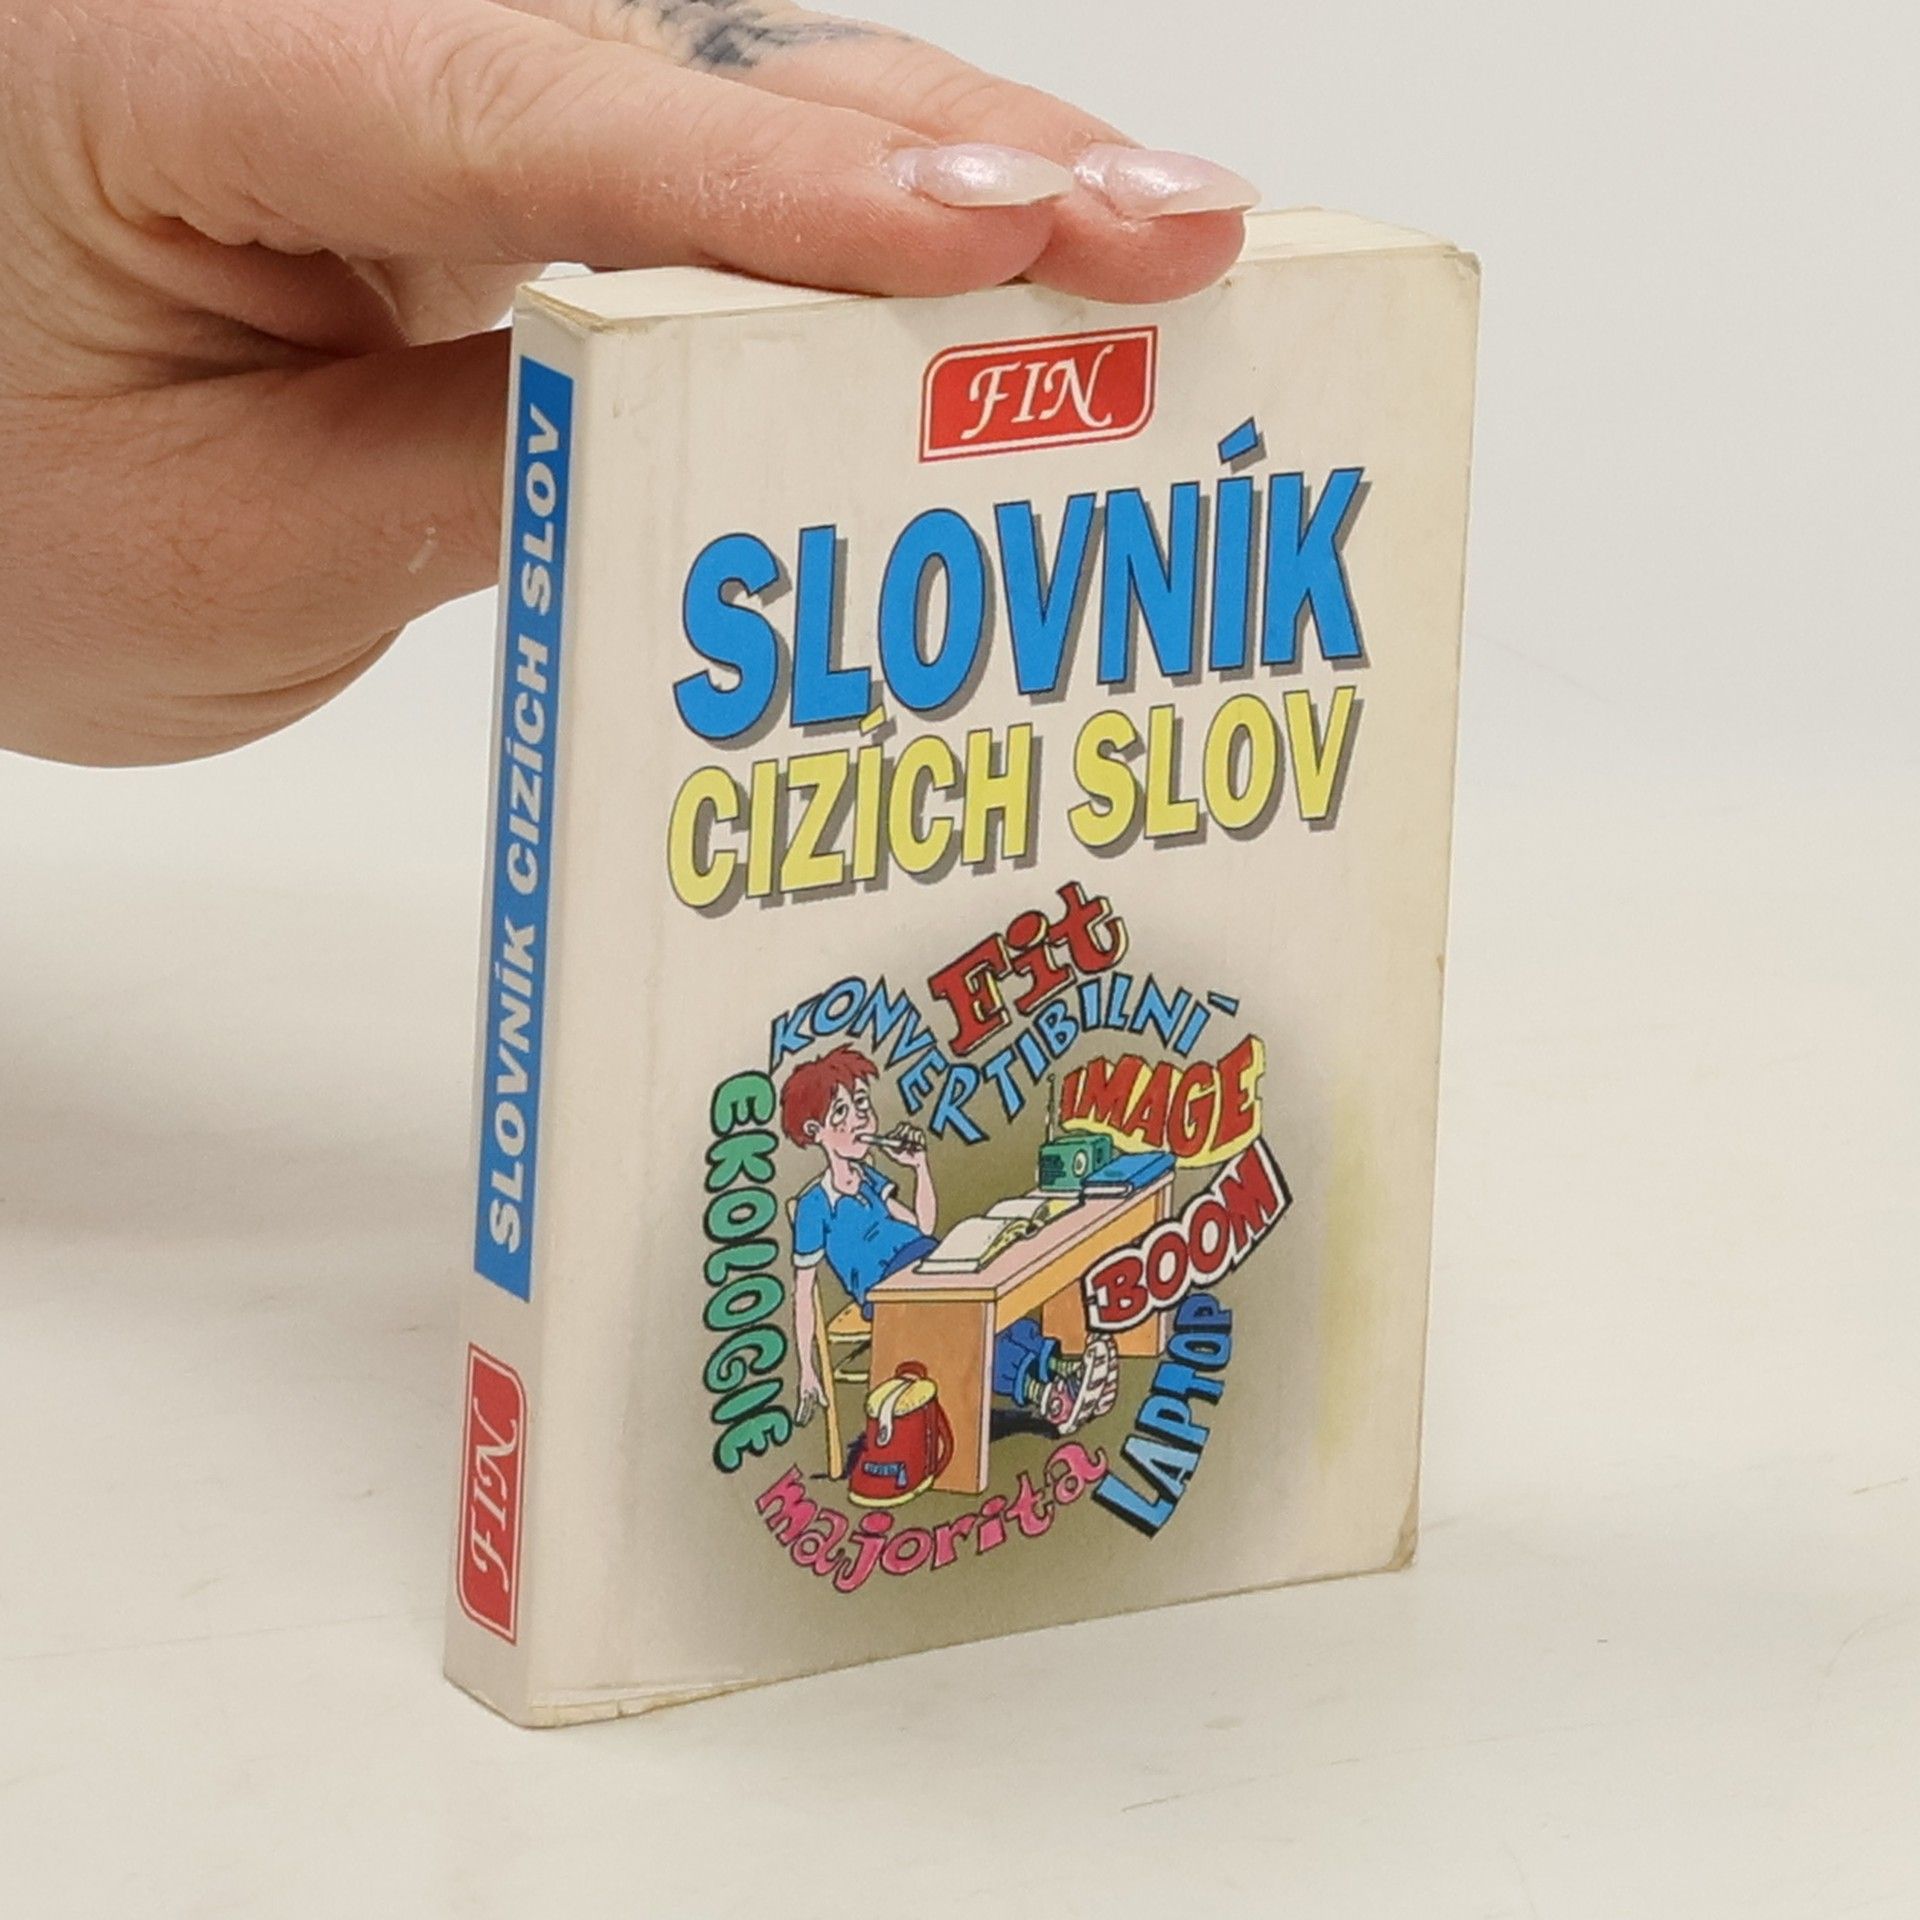 FIN
SLOVNÍK
CIZÍCH SLOV
Fit
KONVERTIBILNÍ
IMAGE
BOOM
LAPTOP
majorita
EKOLOGIE
SLOVNÍK CIZÍCH SLOV
FIN